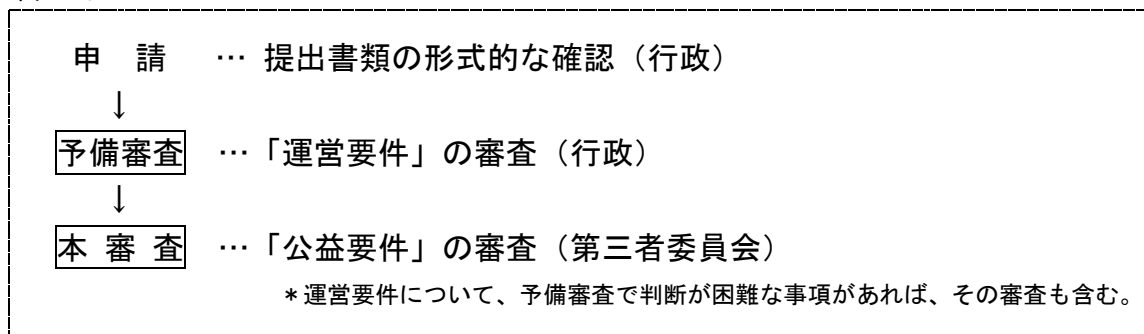 申　請　… 提出書類の形式的な確認（行政）
↓
予備審査　…「運営要件」の審査（行政）
↓
本 審 査　…「公益要件」の審査（第三者委員会）
＊運営要件について、予備審査で判断が困難な事項があれば、その審査も含む。